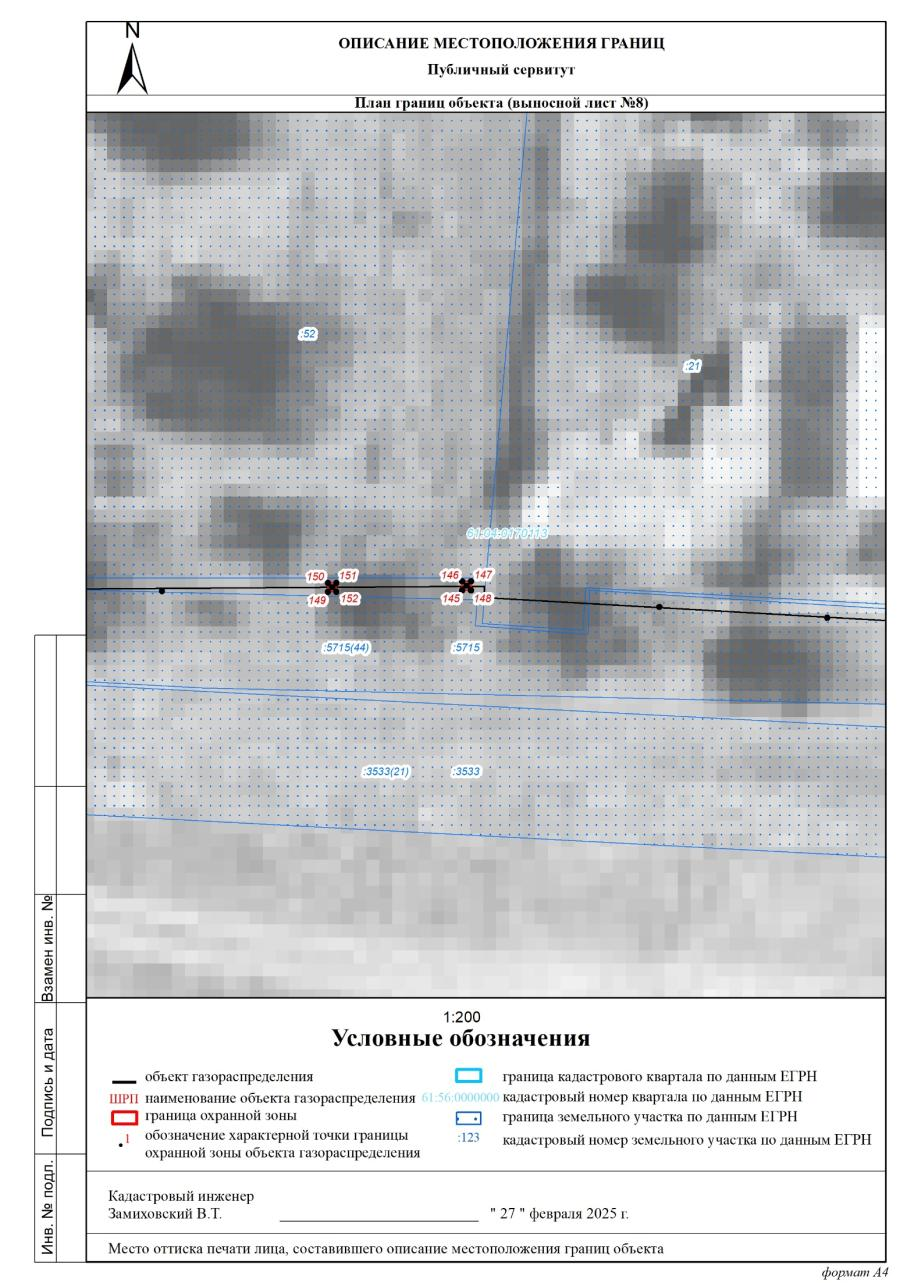 N
ОПИСАНИЕ МЕСТОПОЛОЖЕНИЯ ГРАНИЦ
Публичный сервитут
План границ объекта (выносной лист №8)
:52
:21
61:04:0170113
150 151 146 147
149 152 145 148
:5715(44) :5715
:3533(21) :3533
Взамен инв. №
Подпись и дата
Инв. № подл.
1:200
Условные обозначения
объект газораспределения
ШРП наименование объекта газораспределения
граница охранной зоны
1 обозначение характерной точки границы
охранной зоны объекта газораспределения
граница кадастрового квартала по данным ЕГРН
61:56:0000000 кадастровый номер квартала по данным ЕГРН
граница земельного участка по данным ЕГРН
:123 кадастровый номер земельного участка по данным ЕГРН
Кадастровый инженер
Замиховский В.Т. " 27 " февраля 2025 г.
Место оттиска печати лица, составившего описание местоположения границ объекта
формат А4